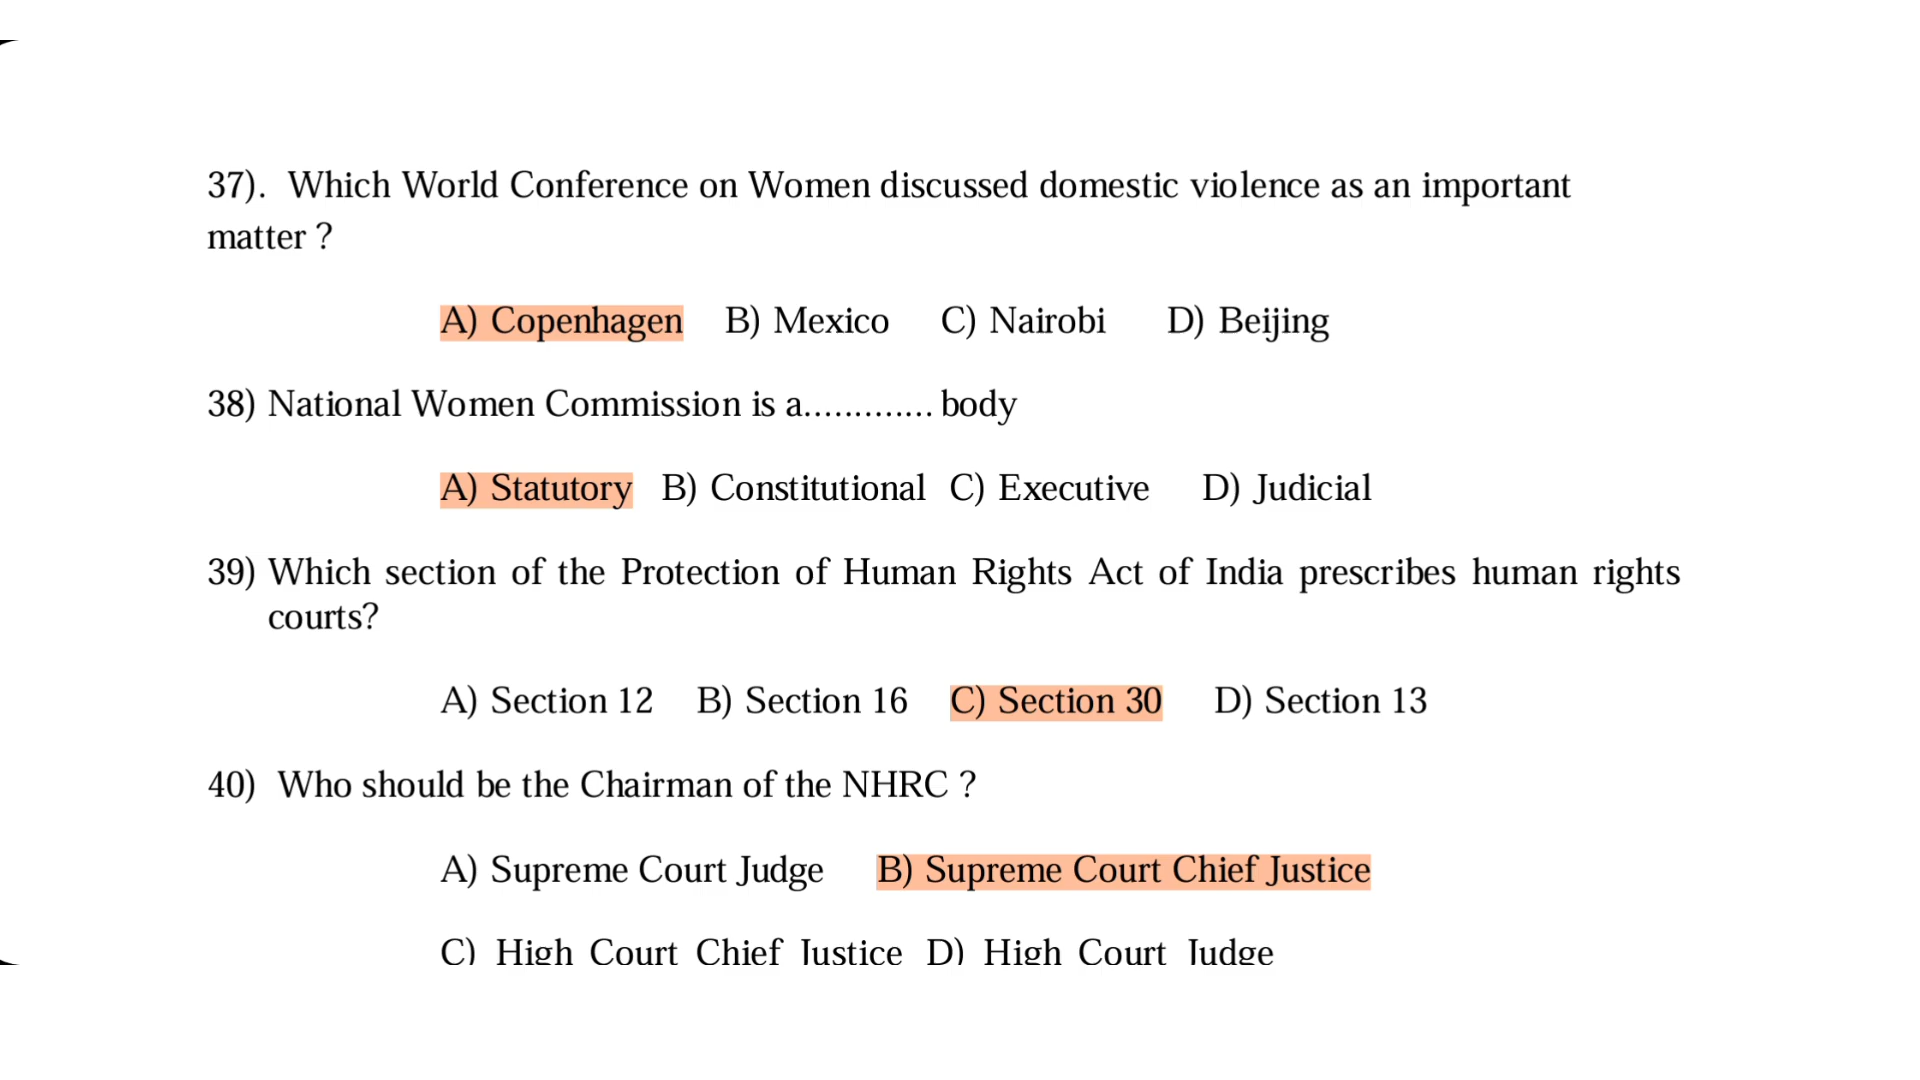 37). Which World Conference on Women discussed domestic violence as an important
matter ?
A) Copenhagen B) Mexico C) Nairobi D) Beijing
38) National Women Commission is a............. body
A) Statutory B) Constitutional C) Executive D) Judicial
39) Which section of the Protection of Human Rights Act of India prescribes human rights
courts?
A) Section 12 B) Section 16 C) Section 30 D) Section 13
40) Who should be the Chairman of the NHRC ?
A) Supreme Court Judge B) Supreme Court Chief Justice
C) High Court Chief Justice D) High Court Judge